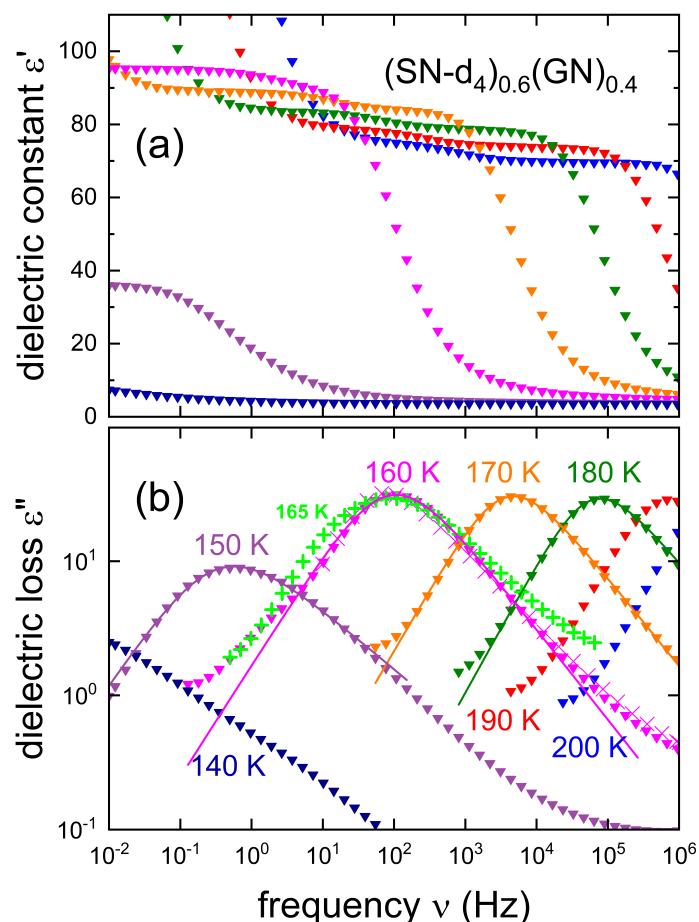 100
80
60
40
20
0
dielectric constant ε'
(SN-d₄)₀.₆(GN)₀.₄
(a)
(b)
160 K
170 K
180 K
165 K
150 K
140 K
190 K
200 K
10¹
10⁰
10⁻¹
dielectric loss ε"
10⁻² 10⁻¹ 10⁰ 10¹ 10² 10³ 10⁴ 10⁵ 10⁶
frequency ν (Hz)